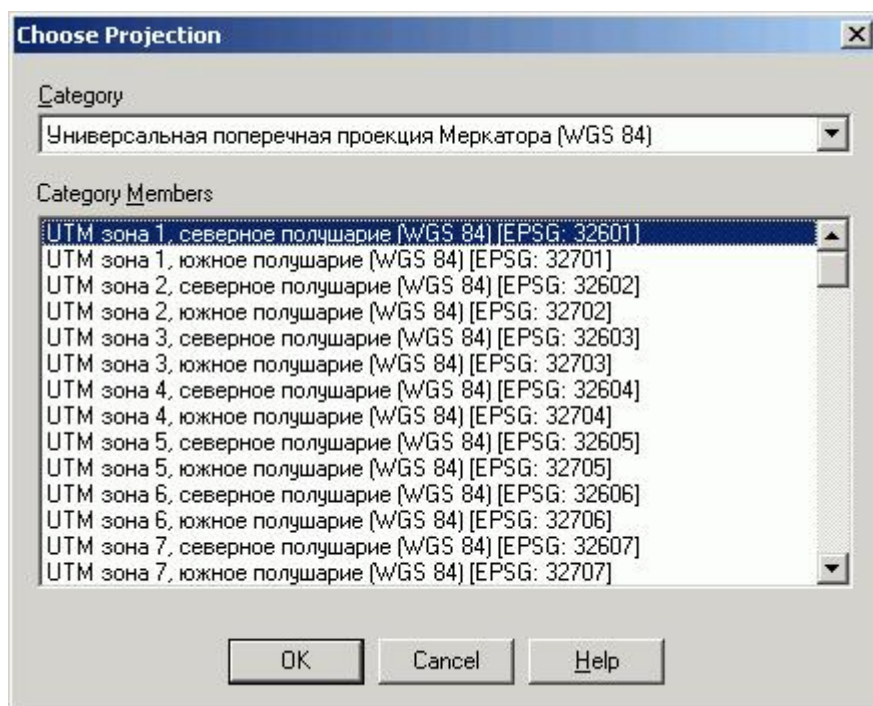 Choose Projection
Category
Универсальная поперечная проекция Меркатора (WGS 84)
Category Members
UTM зона 1, северное полушарие (WGS 84) [EPSG: 32601]
UTM зона 1, южное полушарие (WGS 84) [EPSG: 32701]
UTM зона 2, северное полушарие (WGS 84) [EPSG: 32602]
UTM зона 2, южное полушарие (WGS 84) [EPSG: 32702]
UTM зона 3, северное полушарие (WGS 84) [EPSG: 32603]
UTM зона 3, южное полушарие (WGS 84) [EPSG: 32703]
UTM зона 4, северное полушарие (WGS 84) [EPSG: 32604]
UTM зона 4, южное полушарие (WGS 84) [EPSG: 32704]
UTM зона 5, северное полушарие (WGS 84) [EPSG: 32605]
UTM зона 5, южное полушарие (WGS 84) [EPSG: 32705]
UTM зона 6, северное полушарие (WGS 84) [EPSG: 32606]
UTM зона 6, южное полушарие (WGS 84) [EPSG: 32706]
UTM зона 7, северное полушарие (WGS 84) [EPSG: 32607]
UTM зона 7, южное полушарие (WGS 84) [EPSG: 32707]
OK Cancel Help